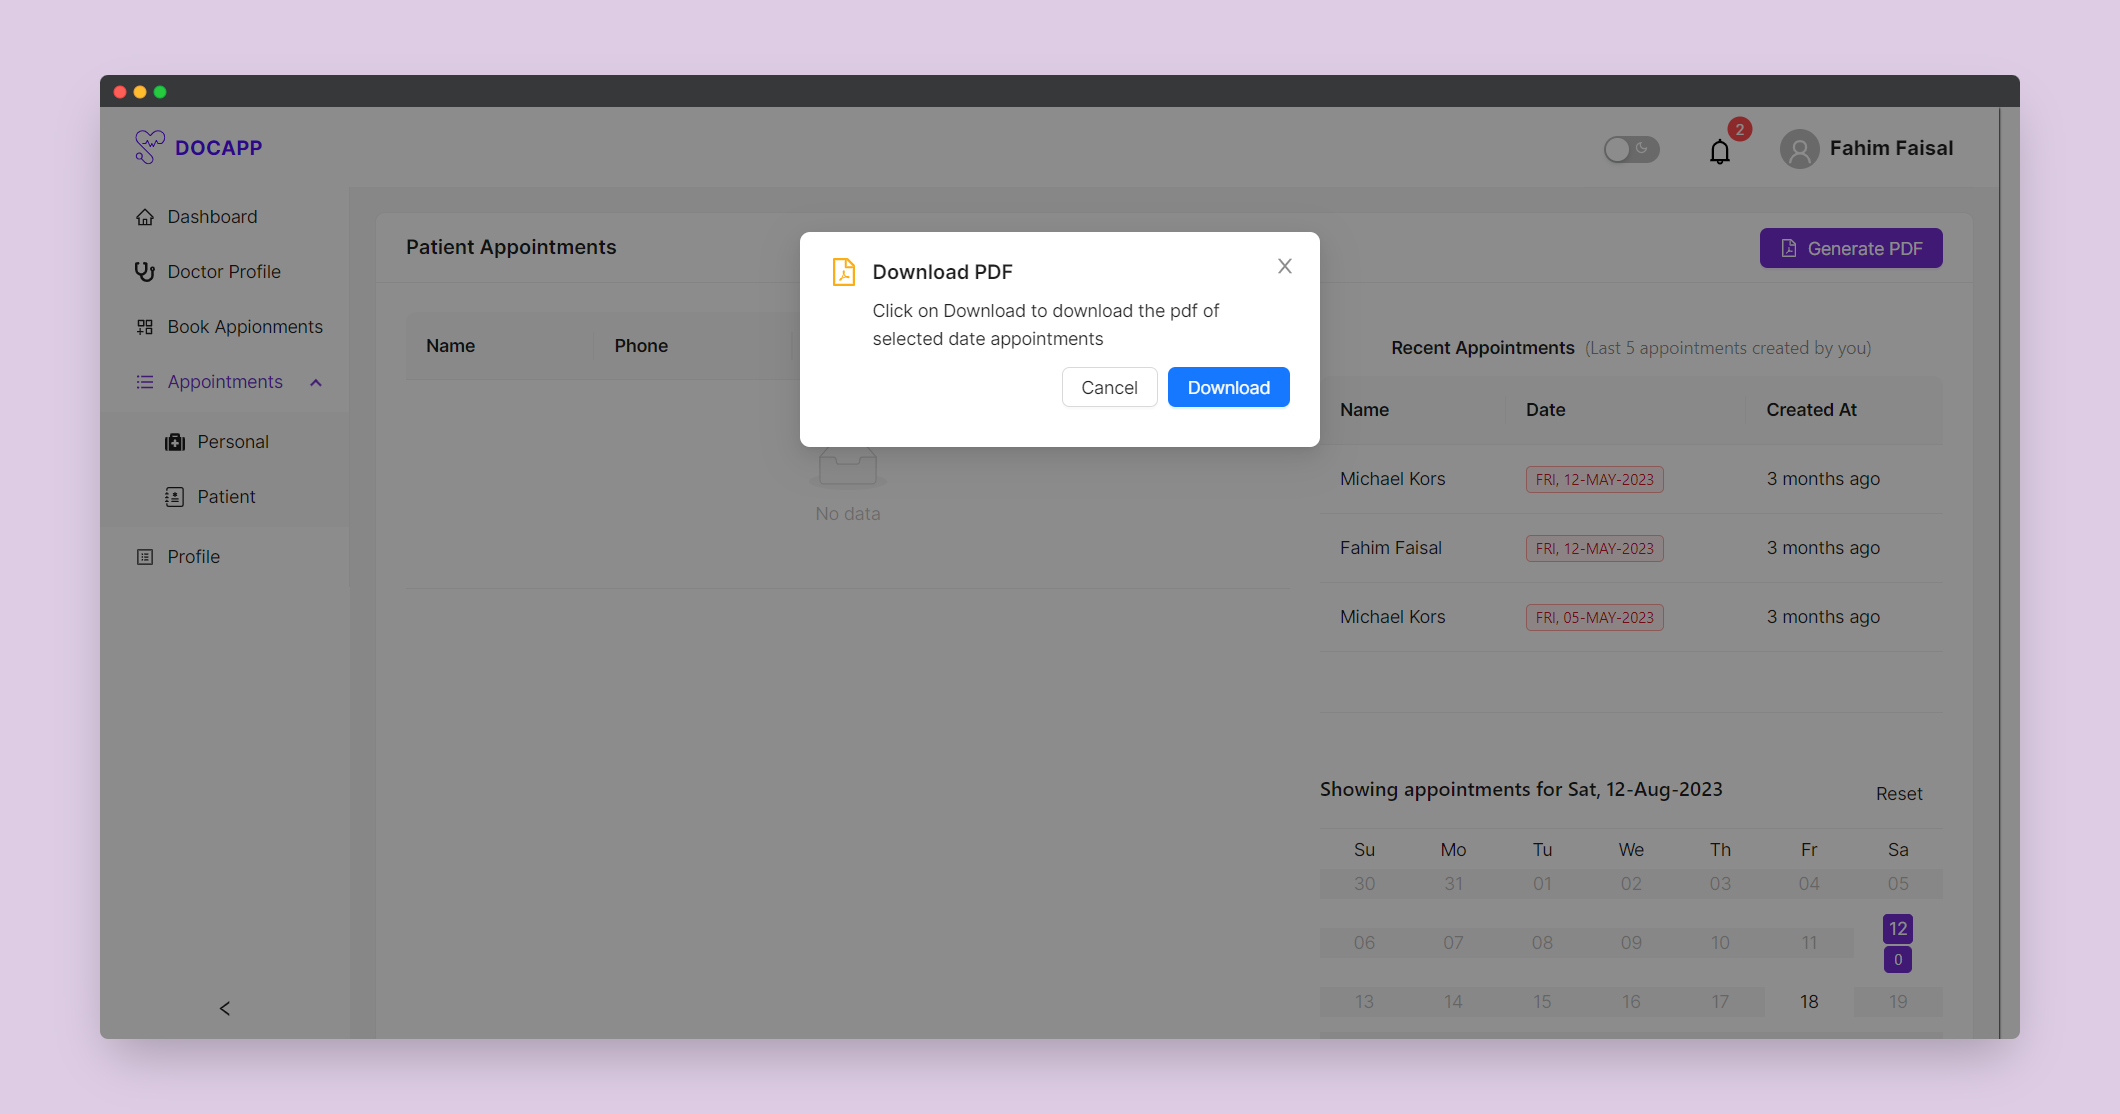 DOCAPP
2
Fahim Faisal
Dashboard
Doctor Profile
Book Appionments
Appointments
Personal
Patient
Profile
Patient Appointments
Generate PDF
Name Phone
No data
Download PDF
Click on Download to download the pdf of
selected date appointments
Cancel Download
Recent Appointments (Last 5 appointments created by you)
Name Date Created At
Michael Kors FRI, 12-MAY-2023 3 months ago
Fahim Faisal FRI, 12-MAY-2023 3 months ago
Michael Kors FRI, 05-MAY-2023 3 months ago
Showing appointments for Sat, 12-Aug-2023
Reset
Su Mo Tu We Th Fr Sa
30 31 01 02 03 04 05
06 07 08 09 10 11 12
0
13 14 15 16 17 18 19